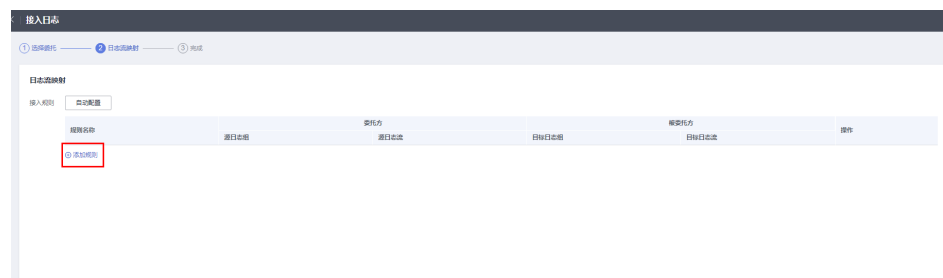 接入日志
1 选择委托 2 日志流映射 3 完成
日志流映射
接入规则 自动配置
规则名称 委托方 被委托方 操作
源日志组 源日志流 目标日志组 目标日志流
添加规则